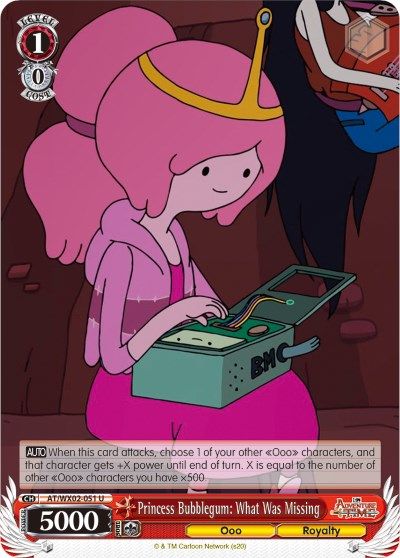 LEVEL
1
0
COST
BMO
AUTO When this card attacks, choose 1 of your other «Ooo» characters, and
that character gets +X power until end of turn. X is equal to the number
of other «Ooo» characters you have ×500.
CH AT/WX02-051 U
Princess Bubblegum: What Was Missing
ADVENTURE TIME
POWER 5000
Ooo
Royalty
© & TM Cartoon Network (s20)